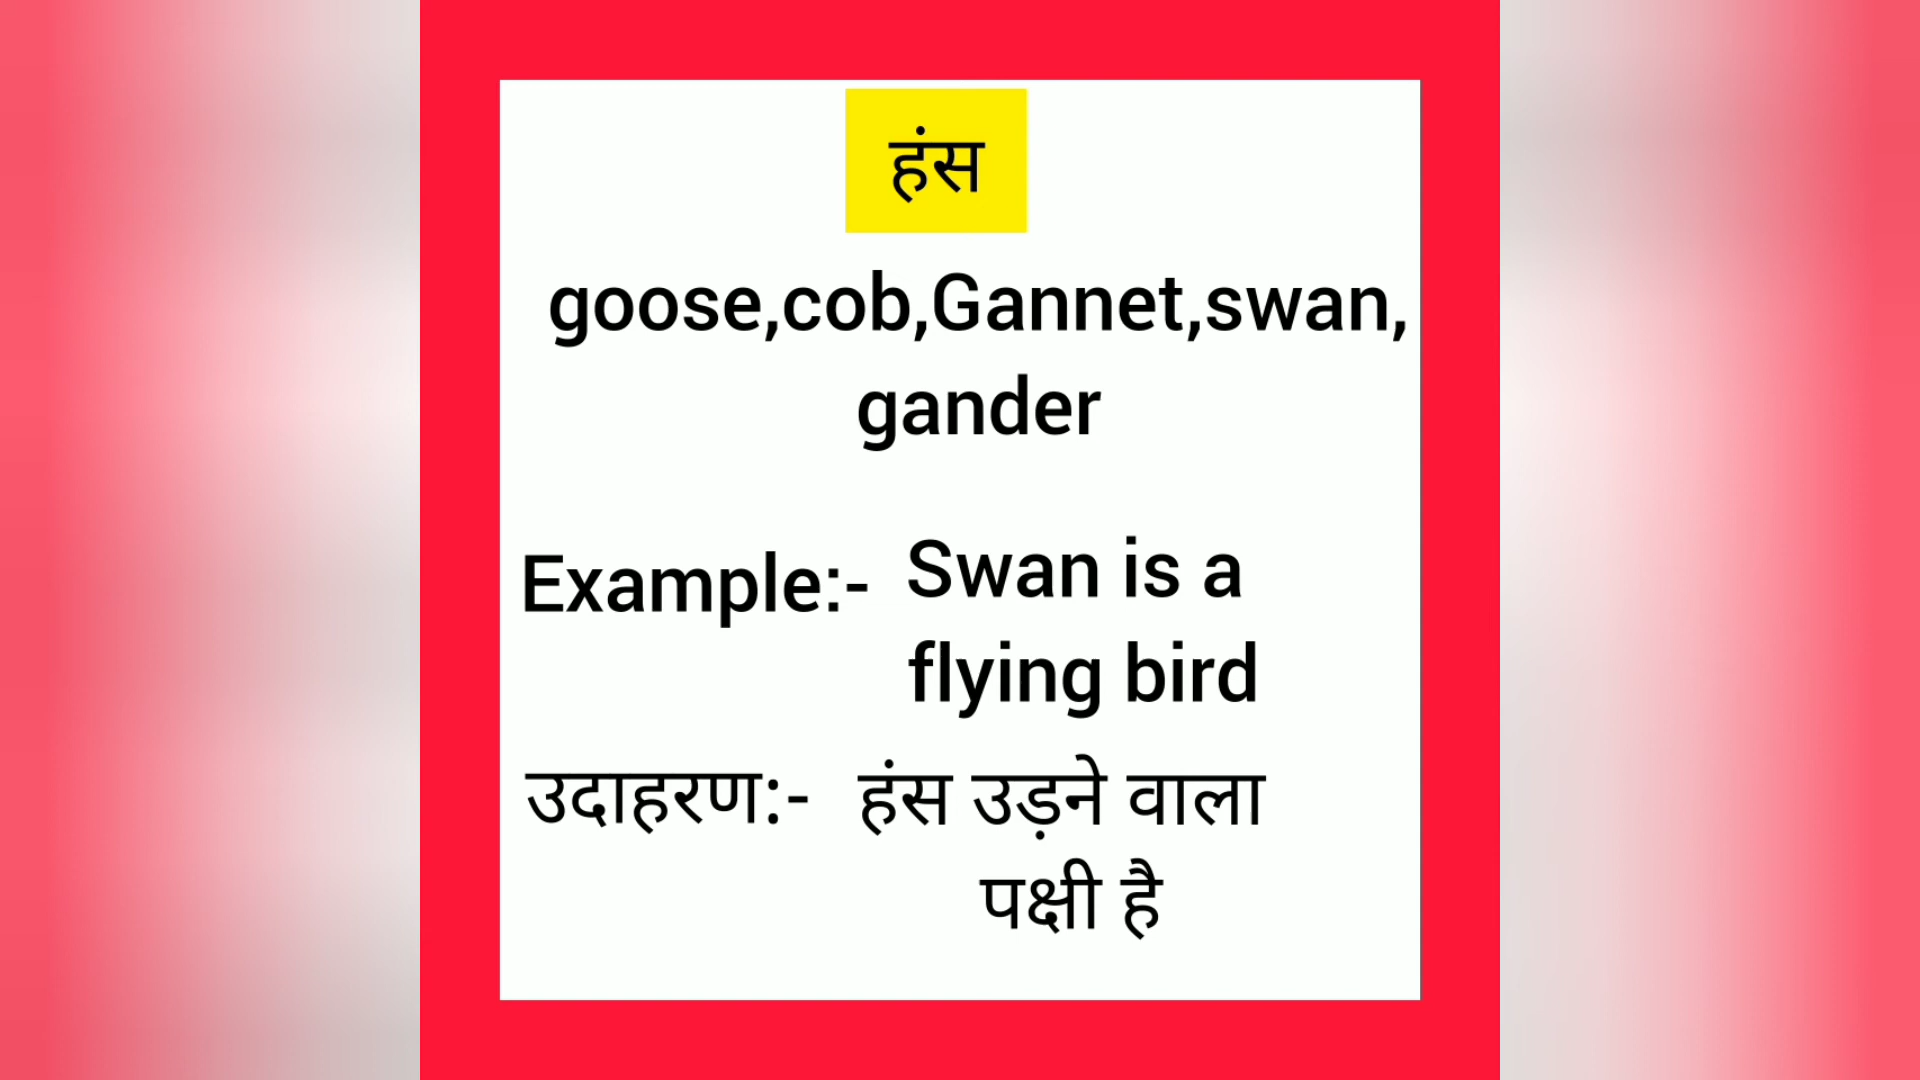 हंस
goose,cob,Gannet,swan,
gander
Example:- Swan is a
flying bird
उदाहरण:- हंस उड़ने वाला
पक्षी है